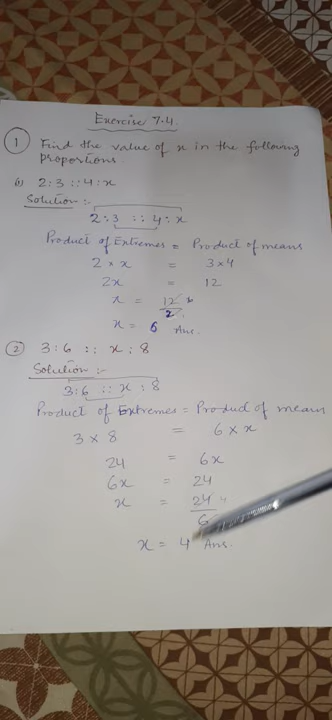 Exercise 7.4.
① Find the value of x in the following
proportions
(i) 2:3 :: 4:x
Solution :-
2:3 :: 4:x
Product of Extremes = Product of means
2 × x = 3×4
2x = 12
x = 12 6
2
x = 6 Ans.
② 3:6 :: x:8
Solution :-
3:6 :: x:8
Product of Extremes = Product of mean
3 × 8 = 6 × x
24 = 6x
6x = 24
x = 24 4
6
x = 4 Ans.